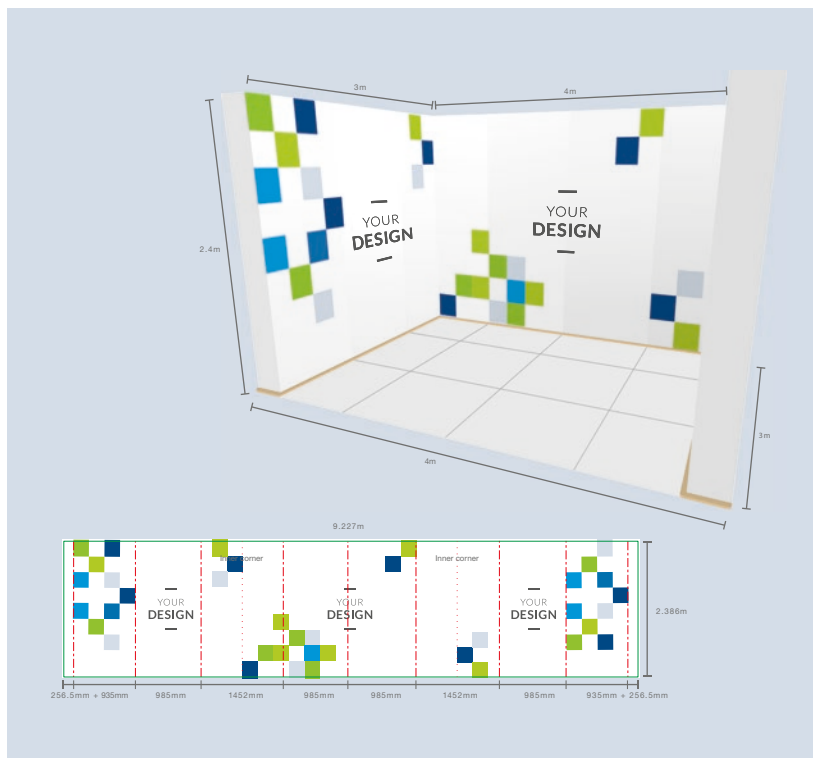 3m
4m
YOUR
DESIGN
YOUR
DESIGN
2.4m
3m
4m
9.227m
Inner corner
Inner corner
YOUR
DESIGN
YOUR
DESIGN
YOUR
DESIGN
2.386m
256.5mm + 935mm 985mm 1452mm 985mm 985mm 1452mm 985mm 935mm + 256.5mm